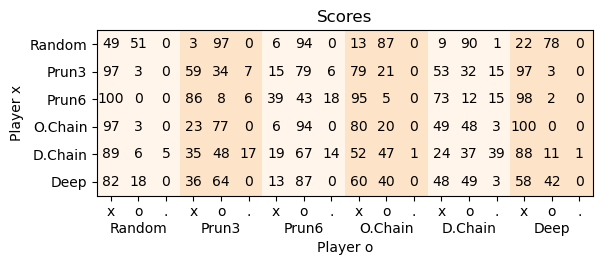 Scores
Random 49 51 0 3 97 0 6 94 0 13 87 0 9 90 1 22 78 0
Prun3 97 3 0 59 34 7 15 79 6 79 21 0 53 32 15 97 3 0
Prun6 100 0 0 86 8 6 39 43 18 95 5 0 73 12 15 98 2 0
O.Chain 97 3 0 23 77 0 6 94 0 80 20 0 49 48 3 100 0 0
D.Chain 89 6 5 35 48 17 19 67 14 52 47 1 24 37 39 88 11 1
Deep 82 18 0 36 64 0 13 87 0 60 40 0 48 49 3 58 42 0
Player x
x o . x o . x o . x o . x o . x o .
Random Prun3 Prun6 O.Chain D.Chain Deep
Player o